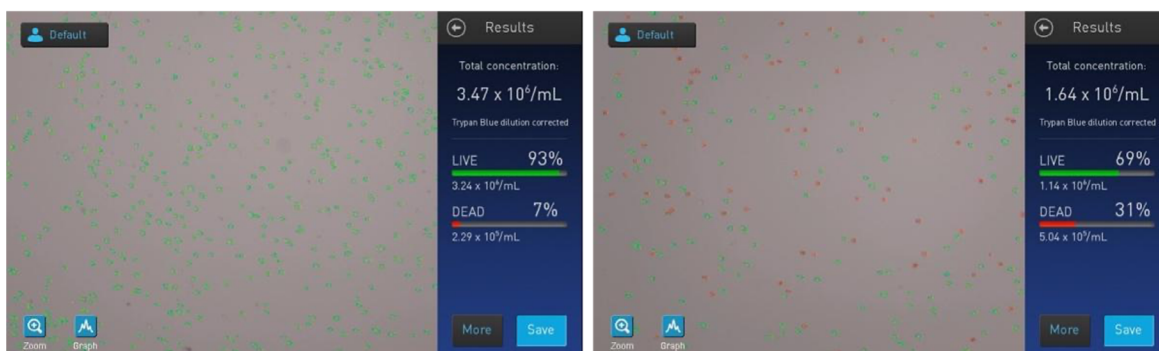 Default
Results
Total concentration:
3.47 x 10⁶/mL
Trypan Blue dilution corrected
LIVE 93%
3.24 x 10⁶/mL
DEAD 7%
2.29 x 10⁵/mL
Zoom
Graph
More
Save
Default
Results
Total concentration:
1.64 x 10⁶/mL
Trypan Blue dilution corrected
LIVE 69%
1.14 x 10⁶/mL
DEAD 31%
5.04 x 10⁵/mL
Zoom
Graph
More
Save